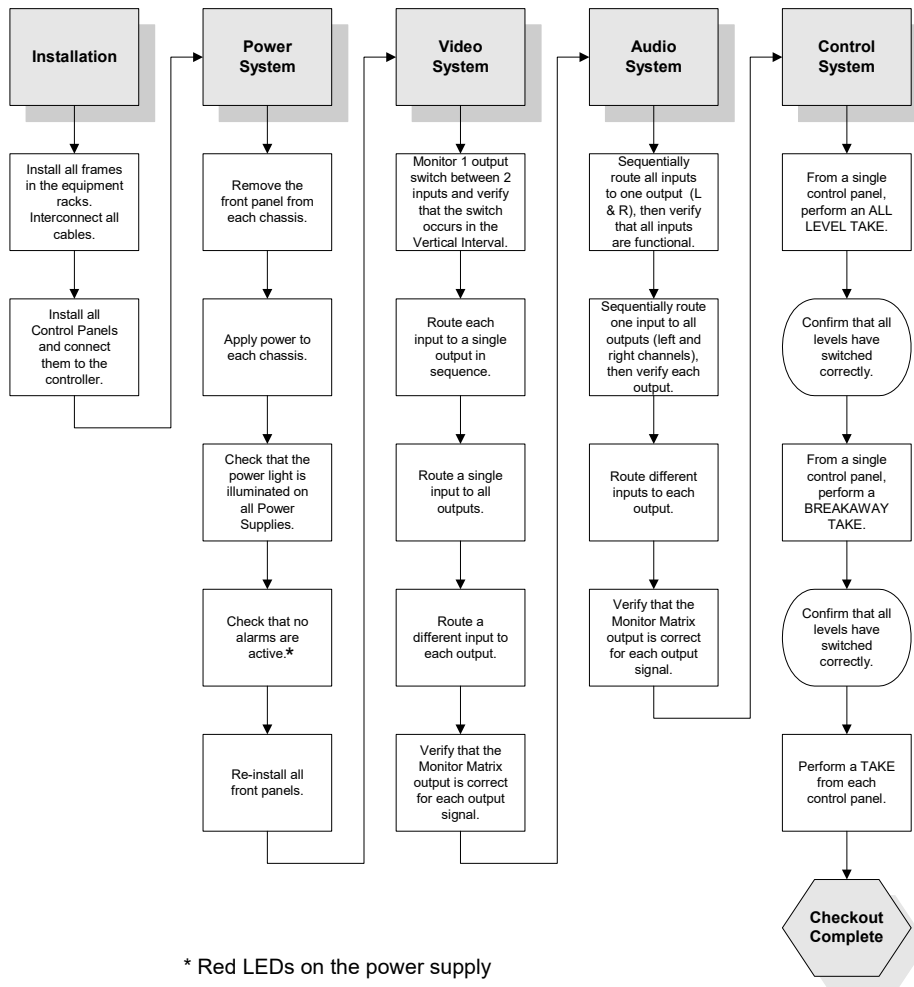 Installation
Install all frames
in the equipment
racks.
Interconnect all
cables.
Install all
Control Panels
and connect
them to the
controller.
Power
System
Remove the
front panel from
each chassis.
Apply power to
each chassis.
Check that the
power light is
illuminated on
all Power
Supplies.
Check that no
alarms are
active.*
Re-install all
front panels.
Video
System
Monitor 1 output
switch between 2
inputs and verify
that the switch
occurs in the
Vertical Interval.
Route each
input to a single
output in
sequence.
Route a single
input to all
outputs.
Route a
different input to
each output.
Verify that the
Monitor Matrix
output is correct
for each output
signal.
Audio
System
Sequentially
route all inputs
to one output (L
& R), then verify
that all inputs
are functional.
Sequentially route
one input to all
outputs (left and
right channels),
then verify each
output.
Route different
inputs to each
output.
Verify that the
Monitor Matrix
output is correct
for each output
signal.
Control
System
From a single
control panel,
perform an ALL
LEVEL TAKE.
Confirm that all
levels have
switched
correctly.
From a single
control panel,
perform a
BREAKAWAY
TAKE.
Confirm that all
levels have
switched
correctly.
Perform a TAKE
from each
control panel.
Checkout
Complete
* Red LEDs on the power supply